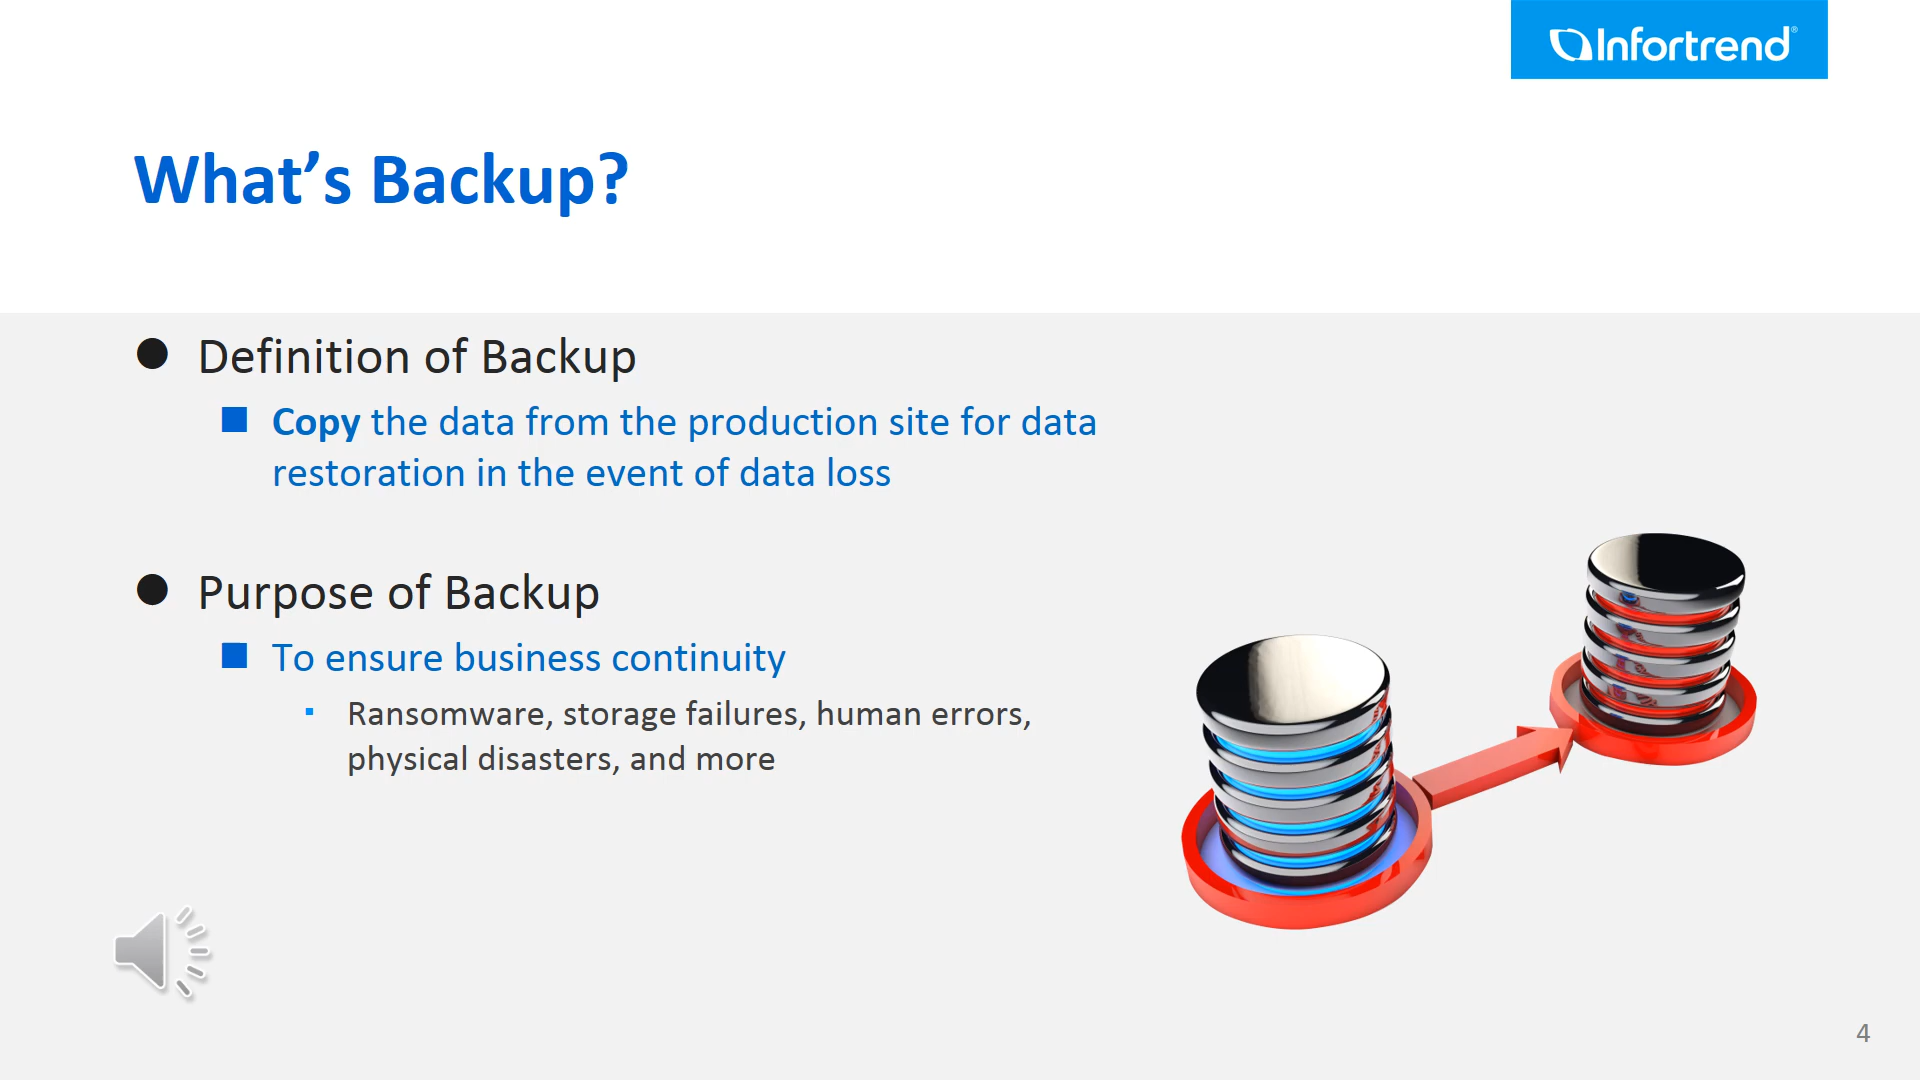 Infortrend®
What’s Backup?
Definition of Backup
Copy the data from the production site for data
restoration in the event of data loss
Purpose of Backup
To ensure business continuity
Ransomware, storage failures, human errors,
physical disasters, and more
4